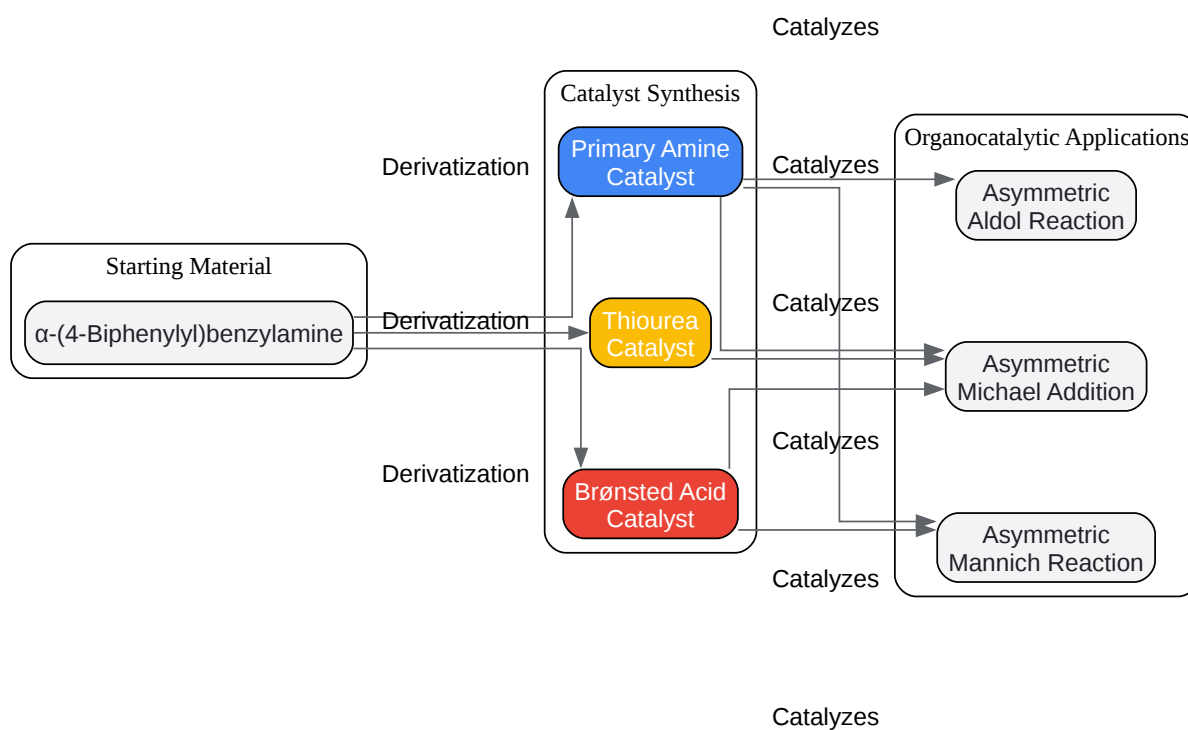 Catalyzes
Catalyst Synthesis
Organocatalytic Applications
Primary Amine
Catalyst
Derivatization
Catalyzes
Asymmetric
Aldol Reaction
Starting Material
α-(4-Biphenylyl)benzylamine
Derivatization
Thiourea
Catalyst
Catalyzes
Asymmetric
Michael Addition
Catalyzes
Derivatization
Brønsted Acid
Catalyst
Asymmetric
Mannich Reaction
Catalyzes
Catalyzes